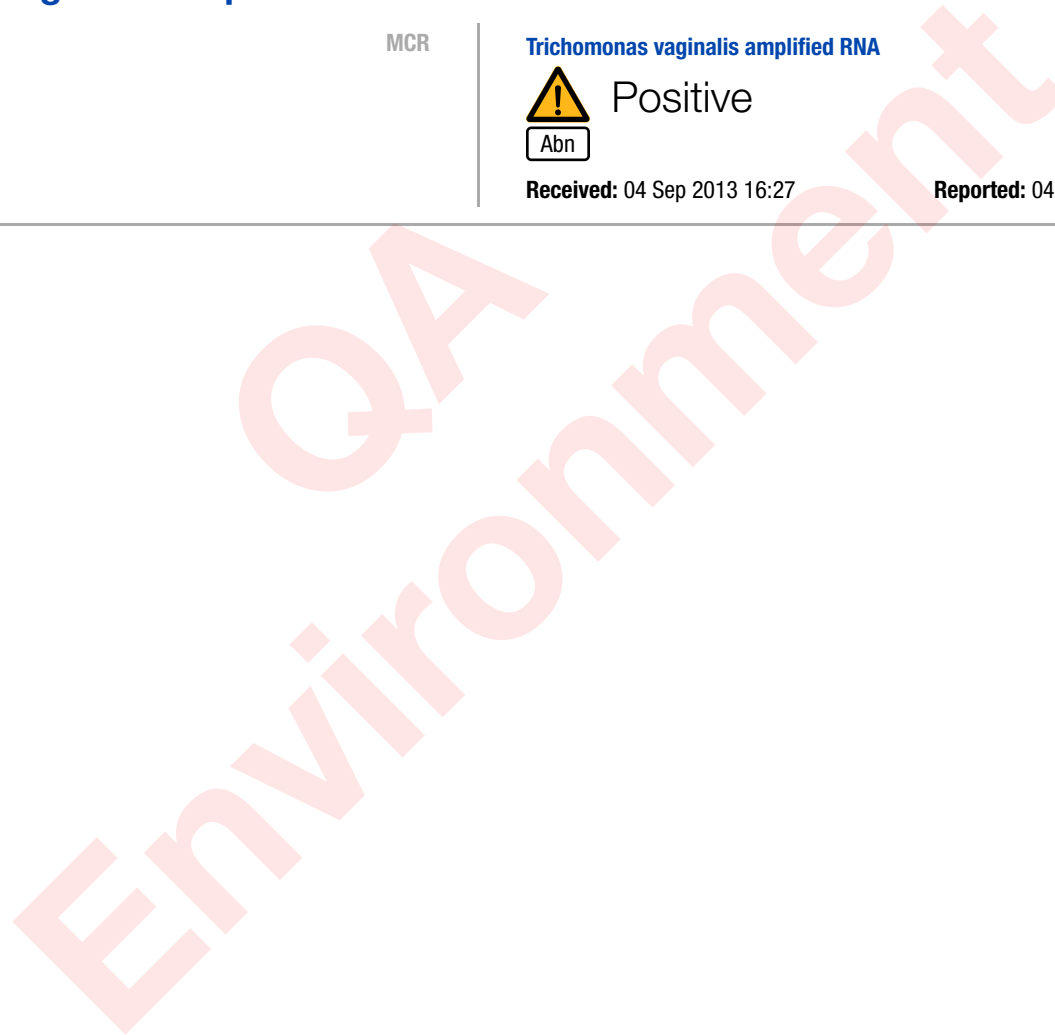 MCR
Trichomonas vaginalis amplified RNA
Positive
Abn
Received: 04 Sep 2013 16:27 Reported: 04
QA
Environment